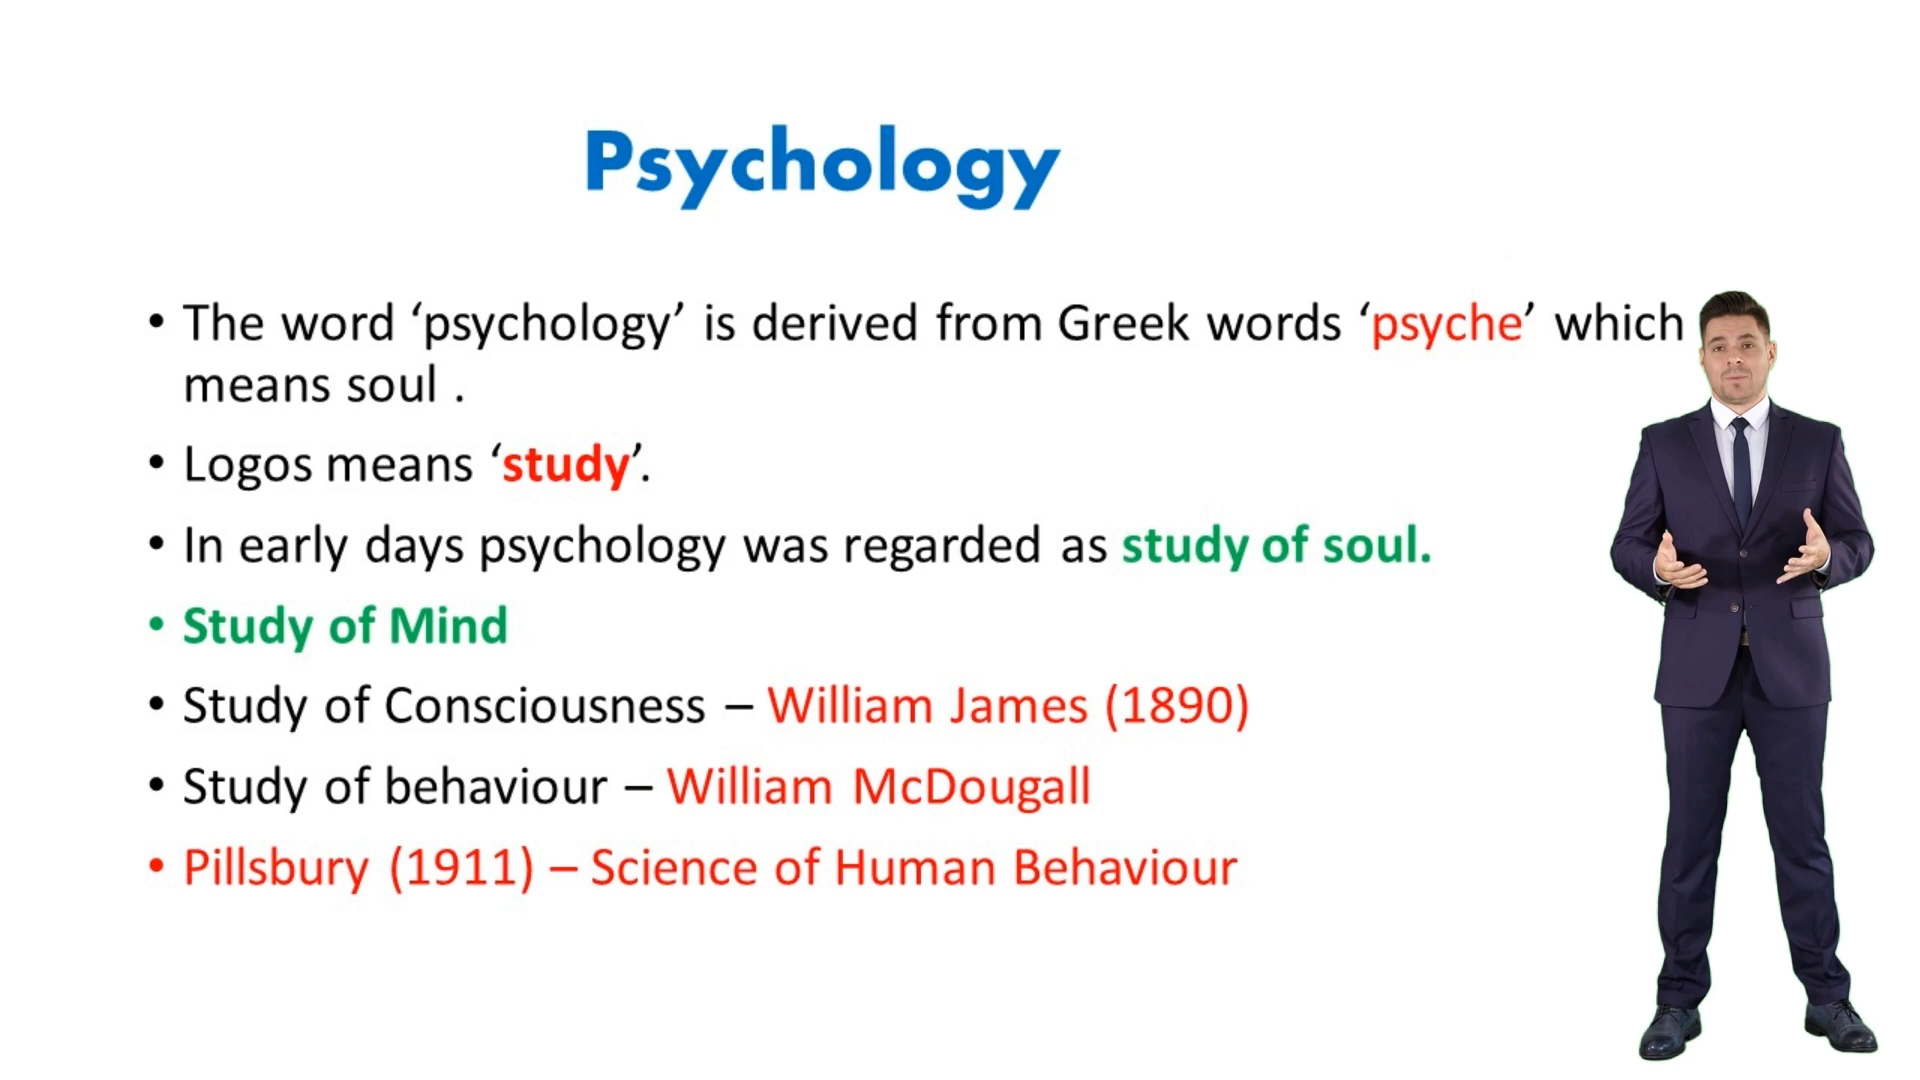 Psychology
• The word ‘psychology’ is derived from Greek words ‘psyche’ which
means soul .
• Logos means ‘study’.
• In early days psychology was regarded as study of soul.
• Study of Mind
• Study of Consciousness – William James (1890)
• Study of behaviour – William McDougall
• Pillsbury (1911) – Science of Human Behaviour